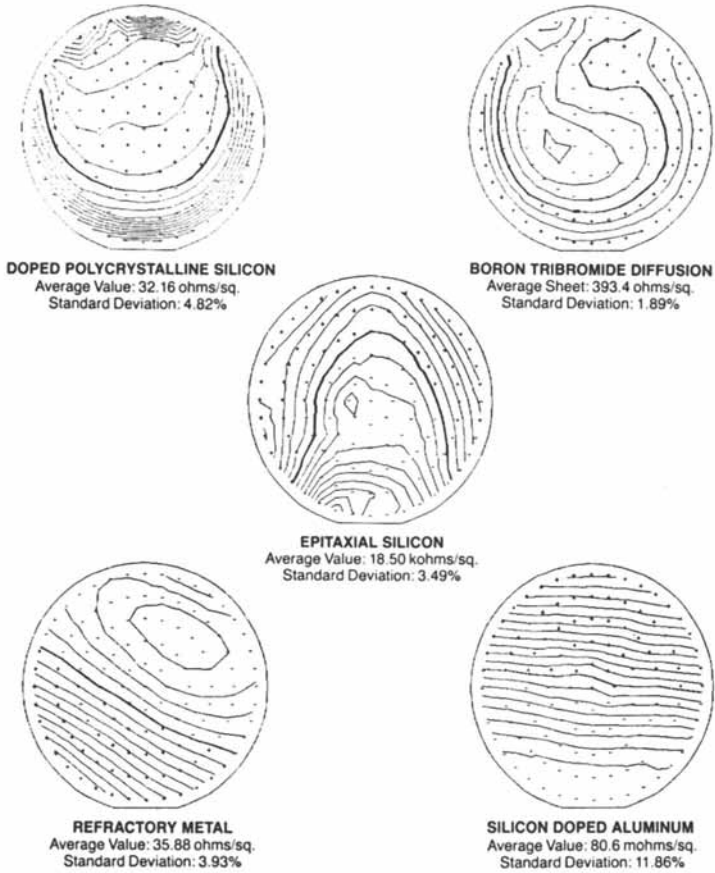 DOPED POLYCRYSTALLINE SILICON
Average Value: 32.16 ohms/sq.
Standard Deviation: 4.82%
BORON TRIBROMIDE DIFFUSION
Average Sheet: 393.4 ohms/sq.
Standard Deviation: 1.89%
EPITAXIAL SILICON
Average Value: 18.50 kohms/sq.
Standard Deviation: 3.49%
REFRACTORY METAL
Average Value: 35.88 ohms/sq.
Standard Deviation: 3.93%
SILICON DOPED ALUMINUM
Average Value: 80.6 mohms/sq.
Standard Deviation: 11.86%